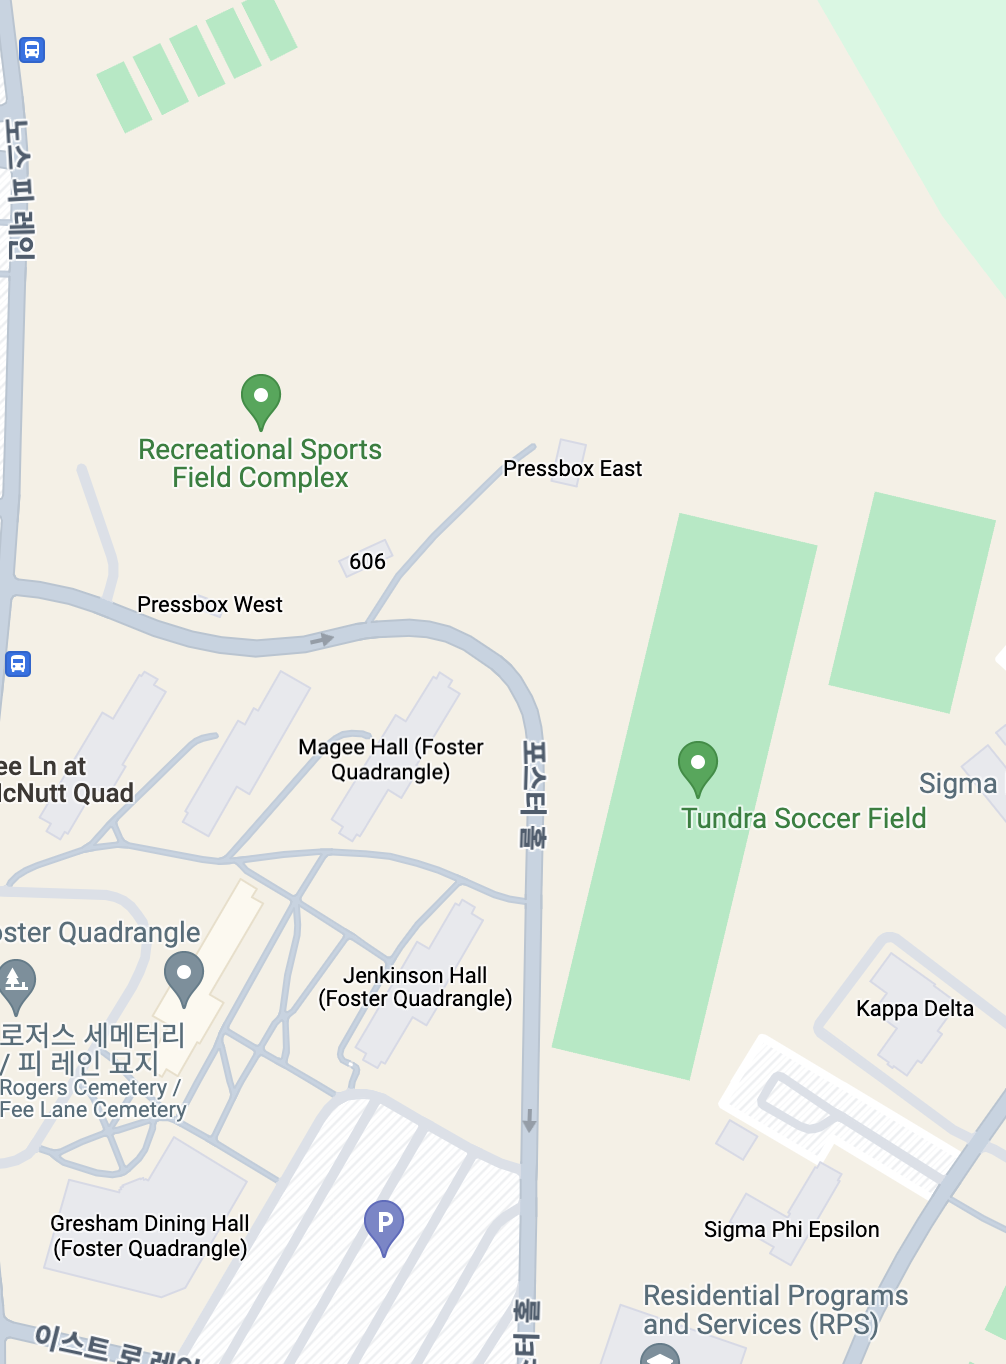 노스 피 레인
Recreational Sports
Field Complex
Pressbox East
606
Pressbox West
Magee Hall (Foster
Quadrangle)
포스터 홀
ee Ln at
McNutt Quad
Sigma
Tundra Soccer Field
oster Quadrangle
Jenkinson Hall
(Foster Quadrangle)
Kappa Delta
로저스 세메터리
/ 피 레인 묘지
Rogers Cemetery /
Fee Lane Cemetery
P
Gresham Dining Hall
(Foster Quadrangle)
Sigma Phi Epsilon
Residential Programs
and Services (RPS)
이스트 로